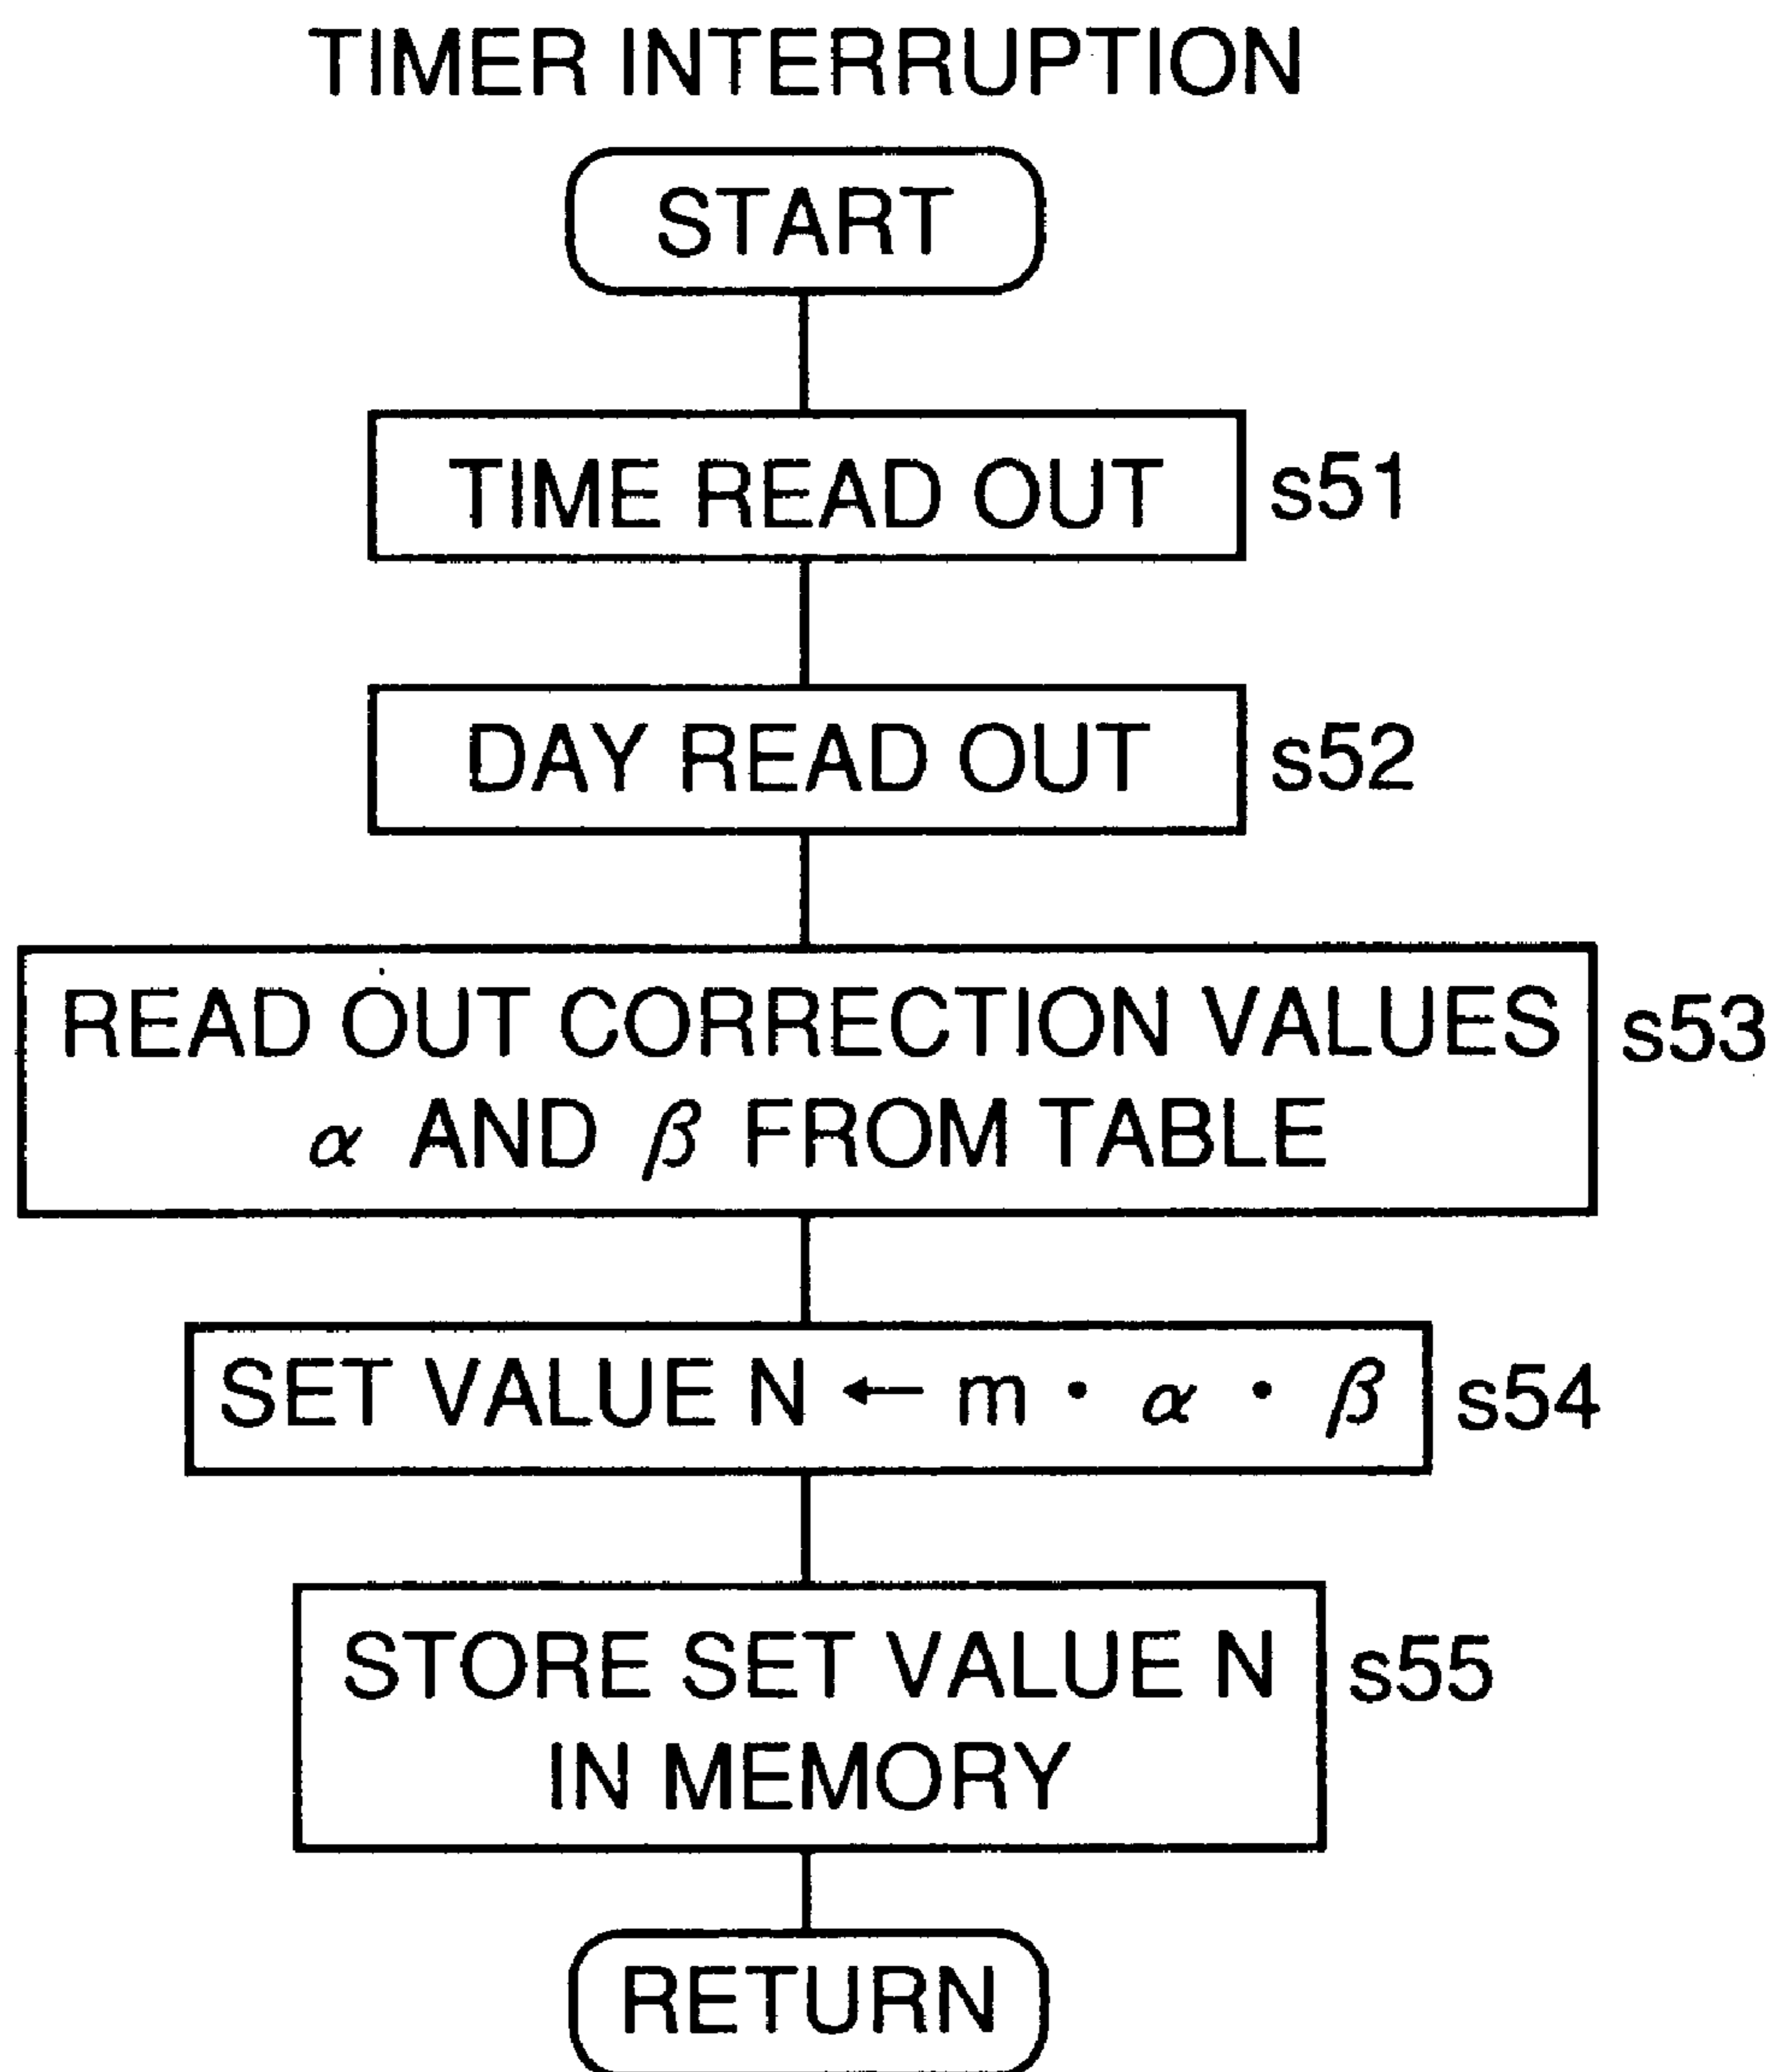 TIMER INTERRUPTION
START
TIME READ OUT s51
DAY READ OUT s52
READ OUT CORRECTION VALUES s53
α AND β FROM TABLE
SET VALUE N ← m · α · β s54
STORE SET VALUE N s55
IN MEMORY
RETURN